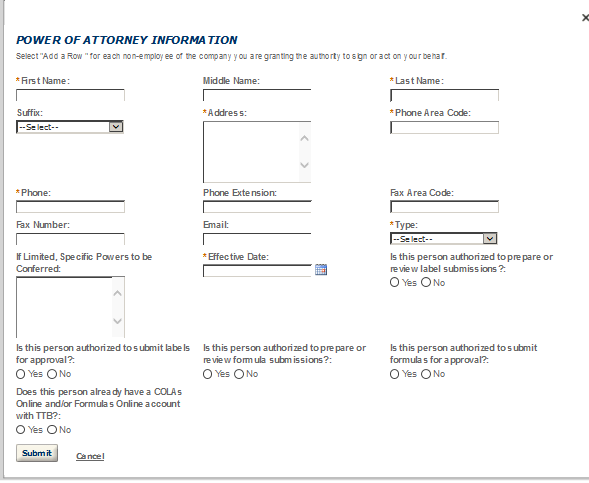 ×
POWER OF ATTORNEY INFORMATION
Select "Add a Row " for each non-employee of the company you are granting the authority to sign or act on your behalf.
*First Name: Middle Name: *Last Name:
Suffix: *Address: *Phone Area Code:
--Select--
*Phone: Phone Extension: Fax Area Code:
Fax Number: Email: *Type:
--Select--
If Limited, Specific Powers to be Conferred: *Effective Date: Is this person authorized to prepare or review label submissions?:
Yes No
Is this person authorized to submit labels for approval?: Is this person authorized to prepare or review formula submissions?: Is this person authorized to submit formulas for approval?:
Yes No Yes No Yes No
Does this person already have a COLAs
Online and/or Formulas Online account
with TTB?:
Yes No
Submit Cancel